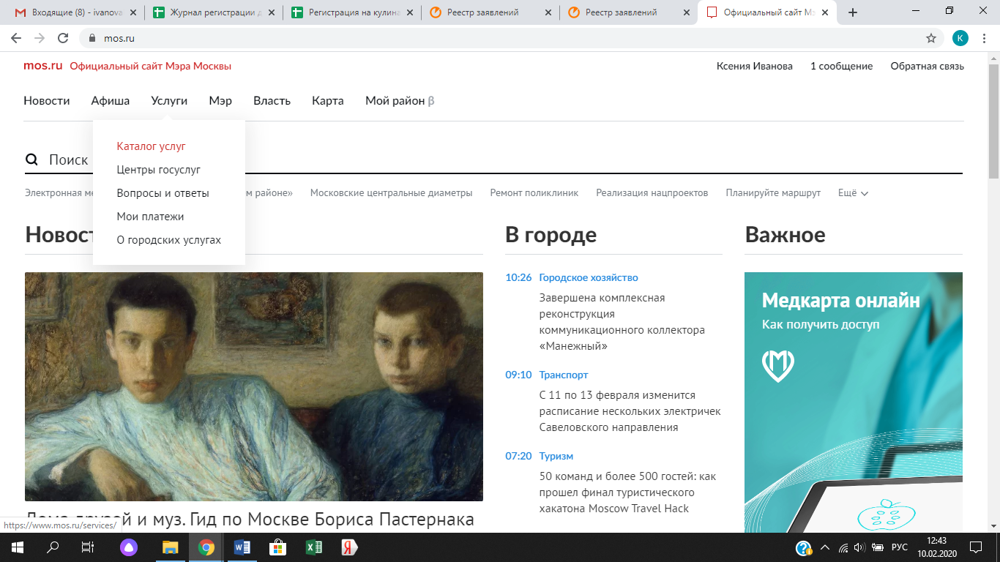 Входящие (8) - ivanova
Журнал регистрации д
Регистрация на кулина
Реестр заявлений
Реестр заявлений
Официальный сайт Мэ
mos.ru
К
mos.ru Официальный сайт Мэра Москвы
Ксения Иванова 1 сообщение Обратная связь
Новости Афиша Услуги Мэр Власть Карта Мой район β
Каталог услуг
Центры госуслуг
Вопросы и ответы
Мои платежи
О городских услугах
Поиск
Электронная ме м районе» Московские центральные диаметры Ремонт поликлиник Реализация нацпроектов Планируйте маршрут Ещё
Новост
В городе
Важное
10:26 Городское хозяйство
Завершена комплексная
реконструкция
коммуникационного коллектора
«Манежный»
09:10 Транспорт
С 11 по 13 февраля изменится
расписание нескольких электричек
Савеловского направления
07:20 Туризм
50 команд и более 500 гостей: как
прошел финал туристического
хакатона Moscow Travel Hack
Медкарта онлайн
Как получить доступ
Дома друзей и муз. Гид по Москве Бориса Пастернака
https://www.mos.ru/services/
РУС
12:43
10.02.2020